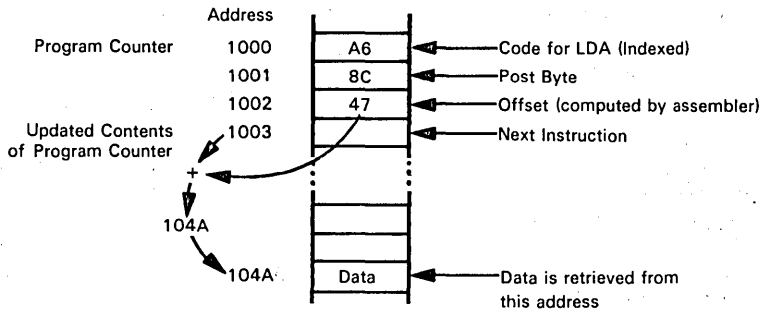 Address
Program Counter 1000 A6 Code for LDA (Indexed)
1001 8C Post Byte
1002 47 Offset (computed by assembler)
Updated Contents 1003 Next Instruction
of Program Counter
+
104A
104A Data Data is retrieved from
this address